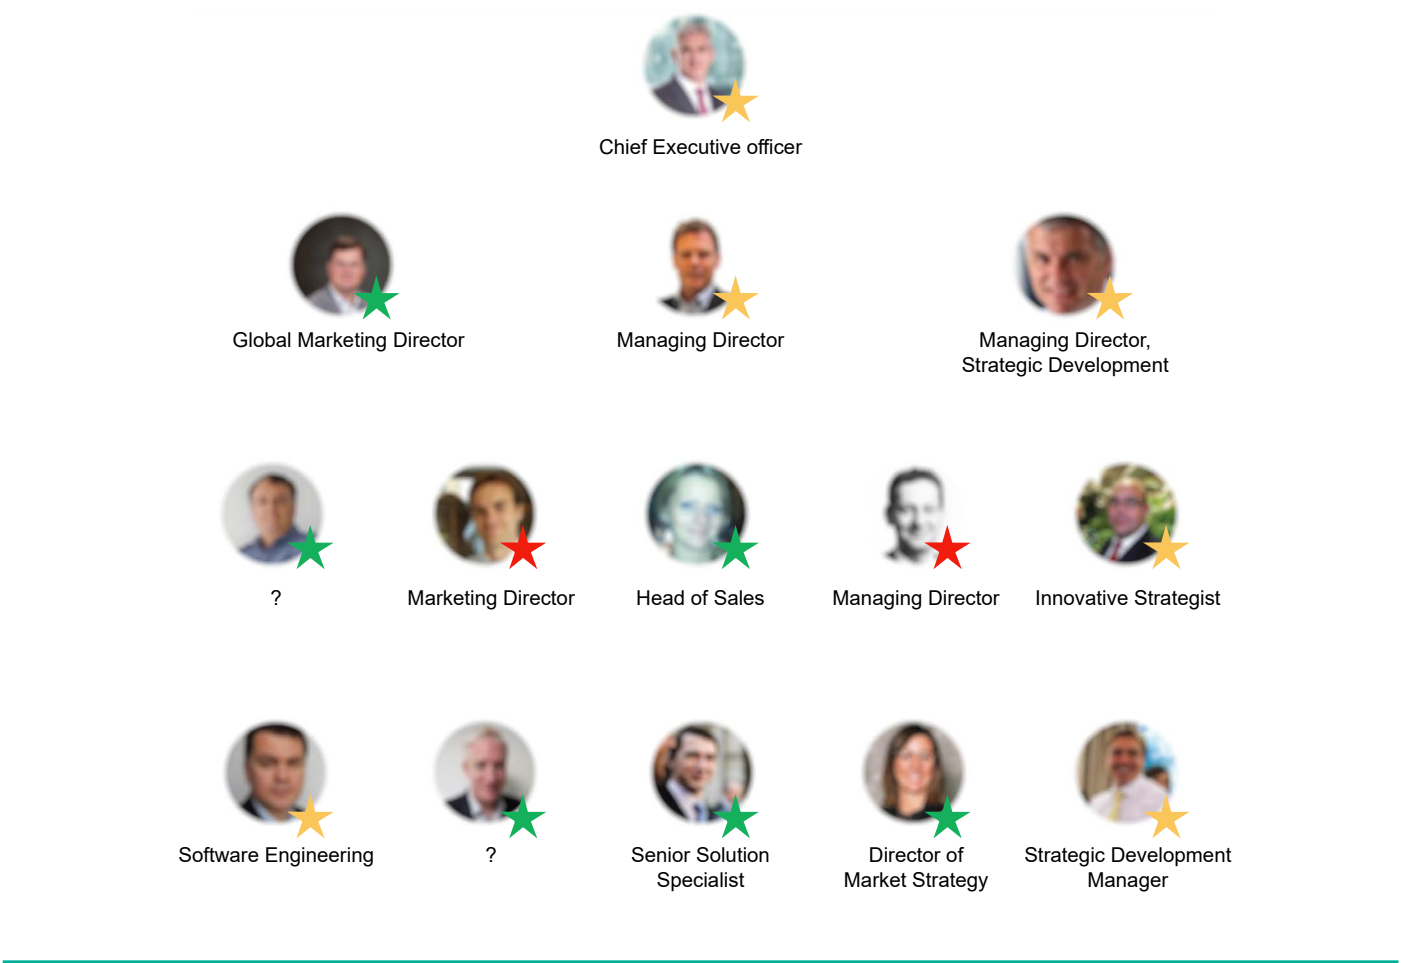 Chief Executive officer
Global Marketing Director
Managing Director
Managing Director,
Strategic Development
?
Marketing Director
Head of Sales
Managing Director
Innovative Strategist
Software Engineering
?
Senior Solution
Specialist
Director of
Market Strategy
Strategic Development
Manager